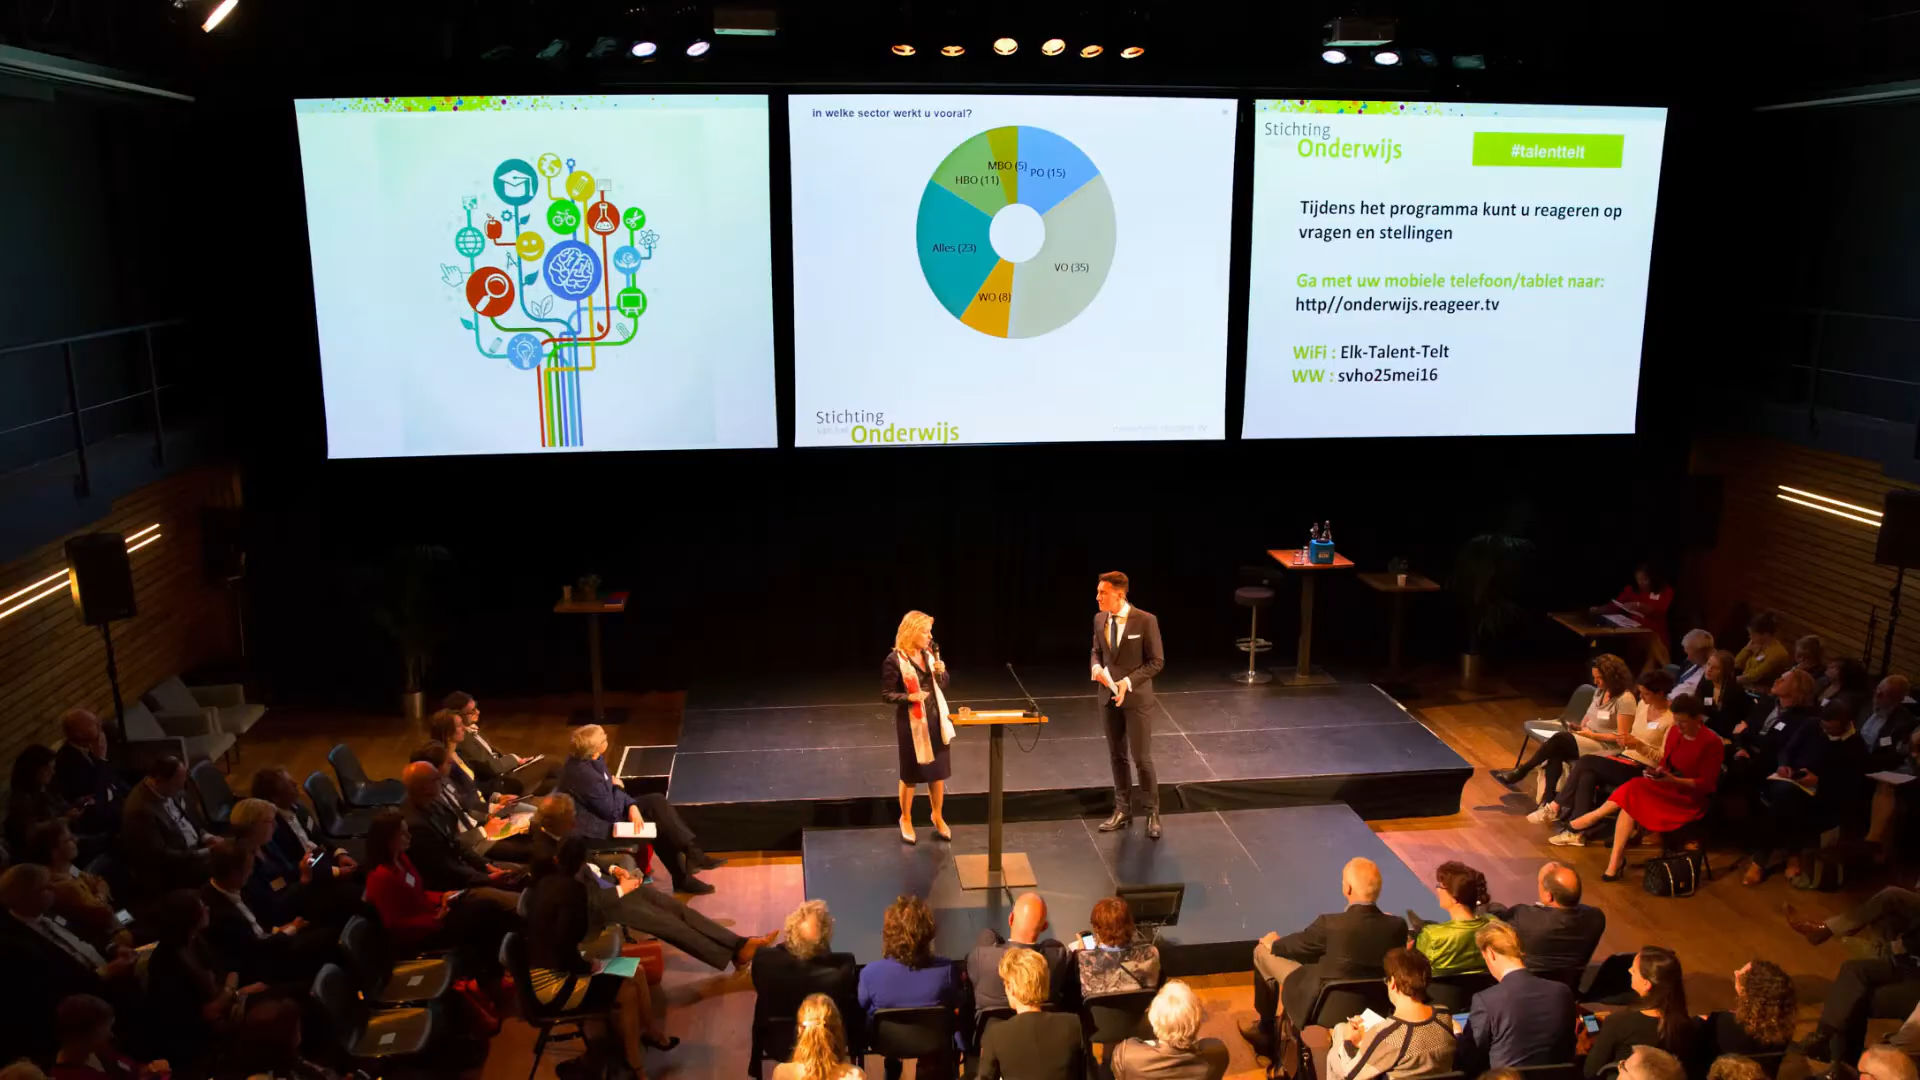 in welke sector werkt u vooral?
MBO (5)
PO (15)
HBO (11)
Alles (23)
VO (35)
WO (8)
Stichting
van het Onderwijs
Stichting
Onderwijs
#talenttelt
Tijdens het programma kunt u reageren op
vragen en stellingen
Ga met uw mobiele telefoon/tablet naar:
http//onderwijs.reageer.tv
WiFi : Elk-Talent-Telt
WW : svho25mei16